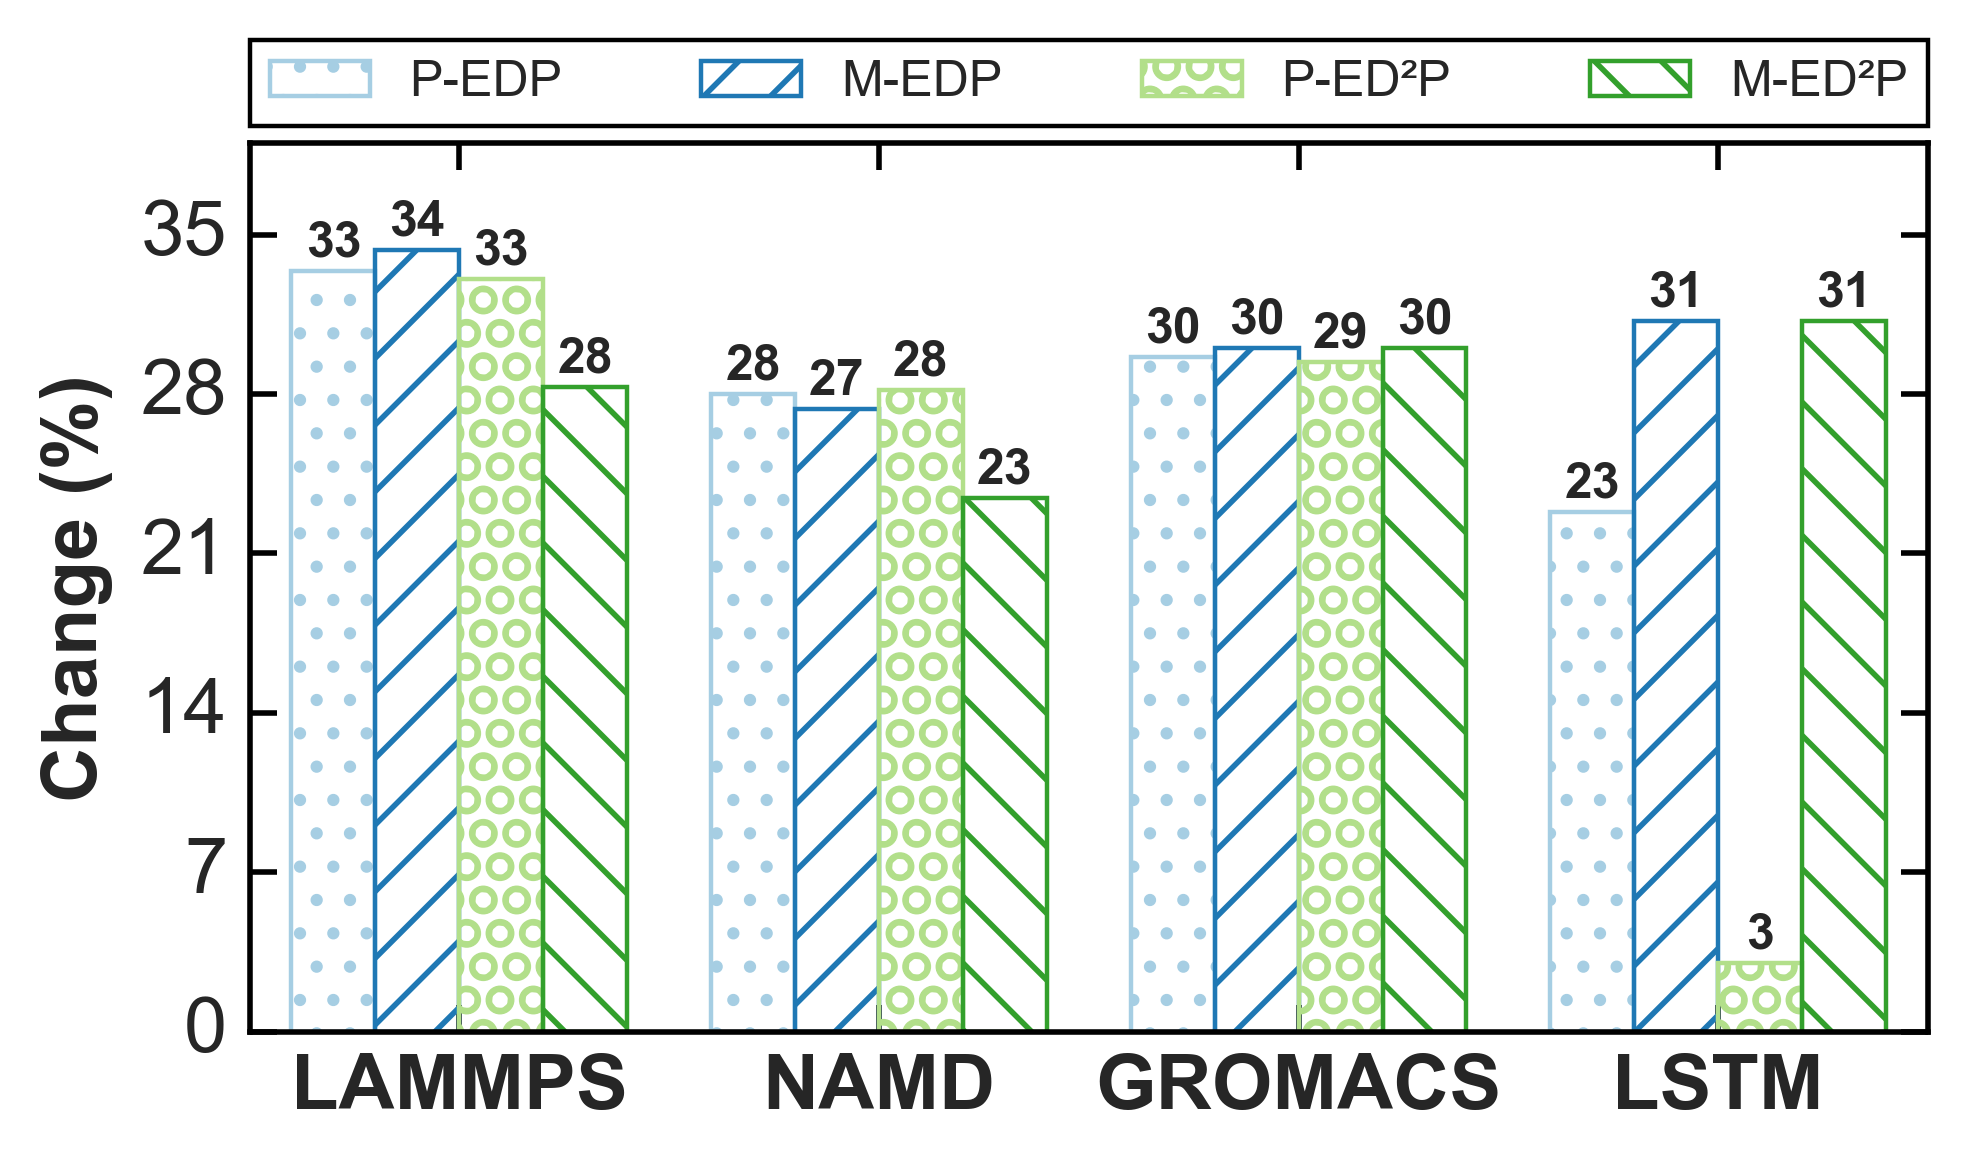 P-EDP M-EDP P-ED²P M-ED²P
Change (%)
35
28
21
14
7
0
33 34 33 28
28 27 28 23
30 30 29 30
23 31 3 31
LAMMPS NAMD GROMACS LSTM